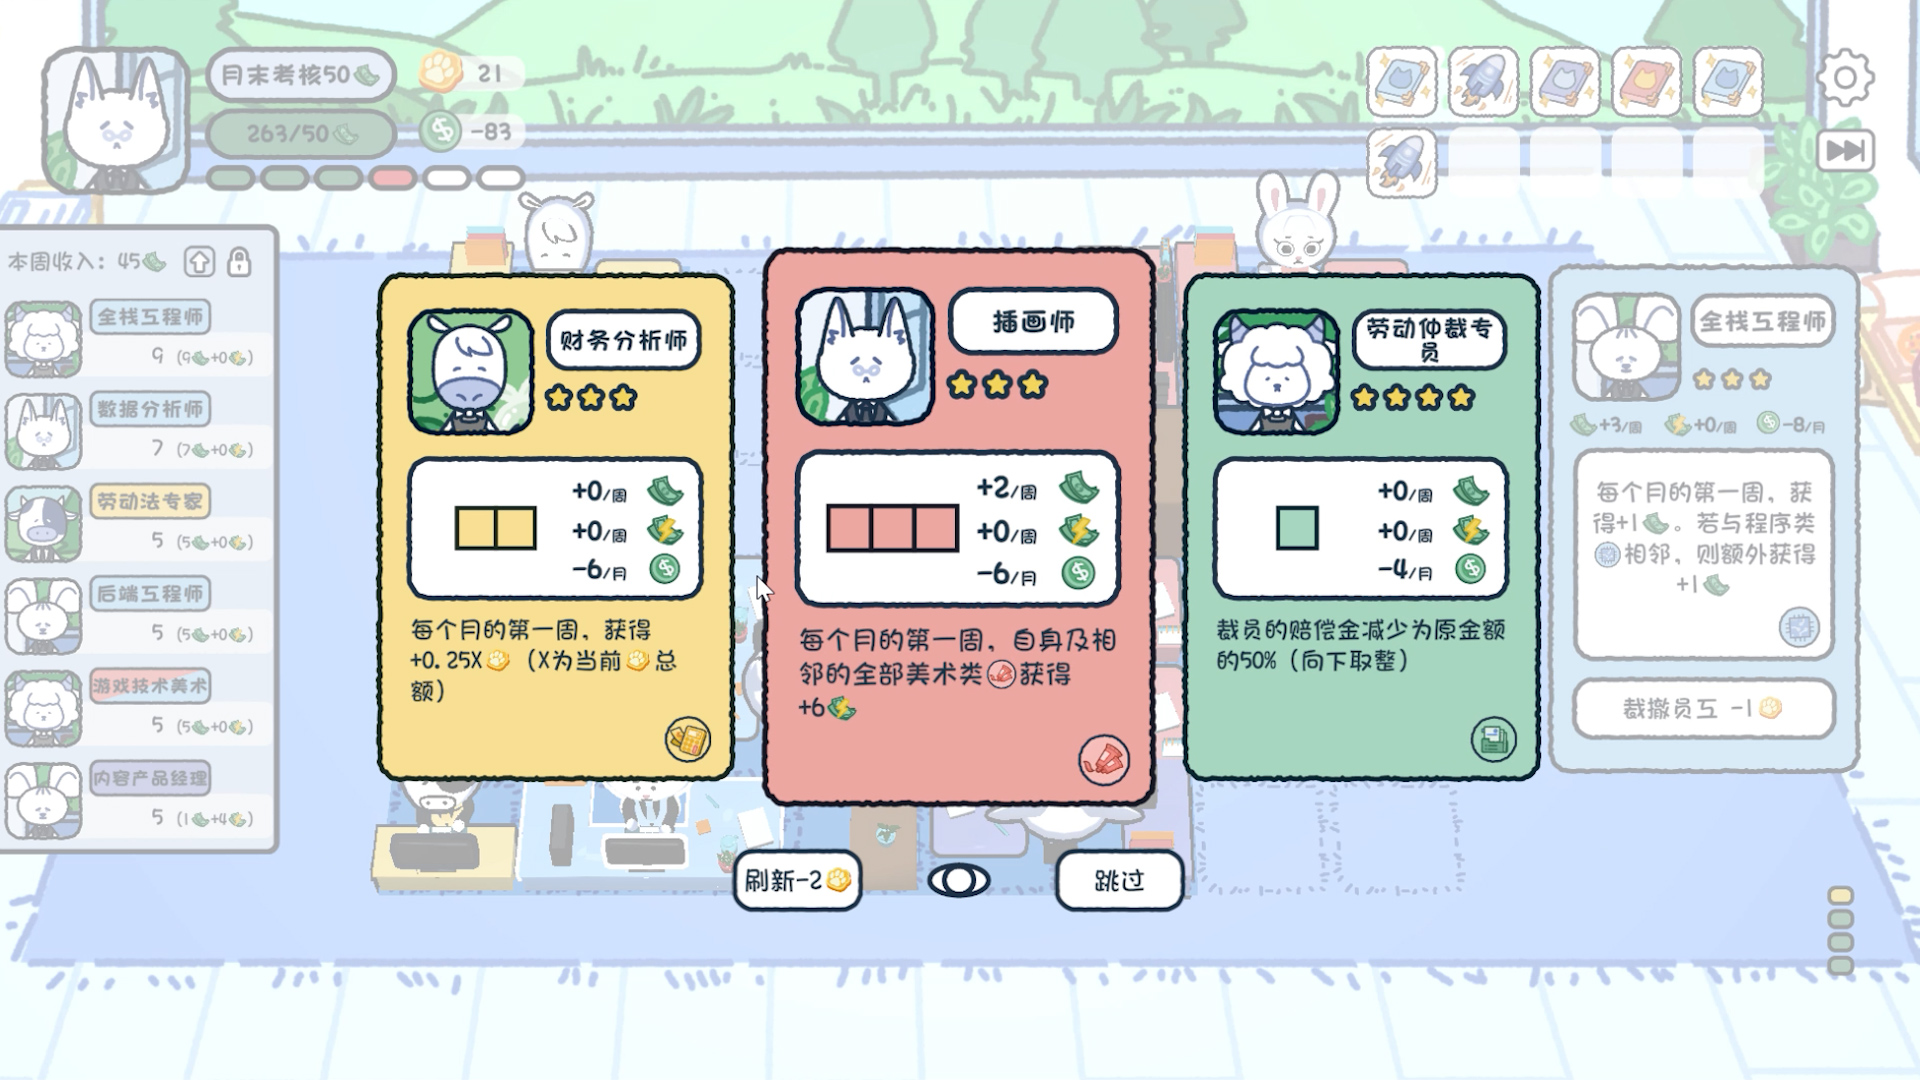 月末考核50
21
263/50
-83
本周收入：45
全栈工程师
9 (9+0)
数据分析师
7 (7+0)
劳动法专家
5 (5+0)
后端工程师
5 (5+0)
游戏技术美术
5 (5+0)
内容产品经理
5 (1+4)
财务分析师
+0/周
+0/周
-6/月
每个月的第一周，获得
+0.25X（X为当前总
额）
插画师
+2/周
+0/周
-6/月
每个月的第一周，自身及相
邻的全部美术类获得
+6
劳动仲裁专
员
+0/周
+0/周
-4/月
裁员的赔偿金减少为原金额
的50%（向下取整）
全栈工程师
+3/周 +0/周 -8/月
每个月的第一周，获
得+1。若与程序类
相邻，则额外获得
+1
裁撤员工 -1
刷新-2
跳过